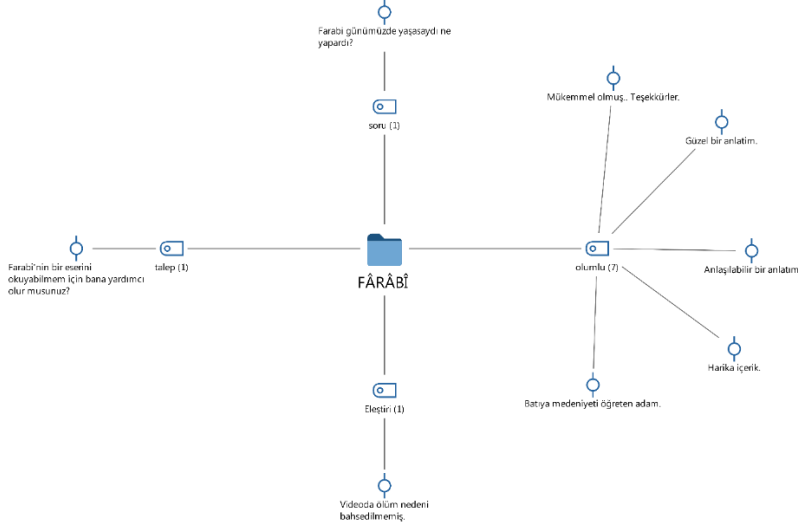 Farabi günümüzde yaşasaydı ne
yapardı?
soru (1)
Mükemmel olmuş.. Teşekkürler.
Güzel bir anlatim.
Farabi'nin bir eserini
okuyabilmem için bana yardımcı
olur musunuz?
talep (1)
FÂRÂBÎ
olumlu (7)
Anlaşılabilir bir anlatım
Harika içerik.
Batıya medeniyeti öğreten adam.
Eleştiri (1)
Videoda ölüm nedeni
bahsedilmemiş.